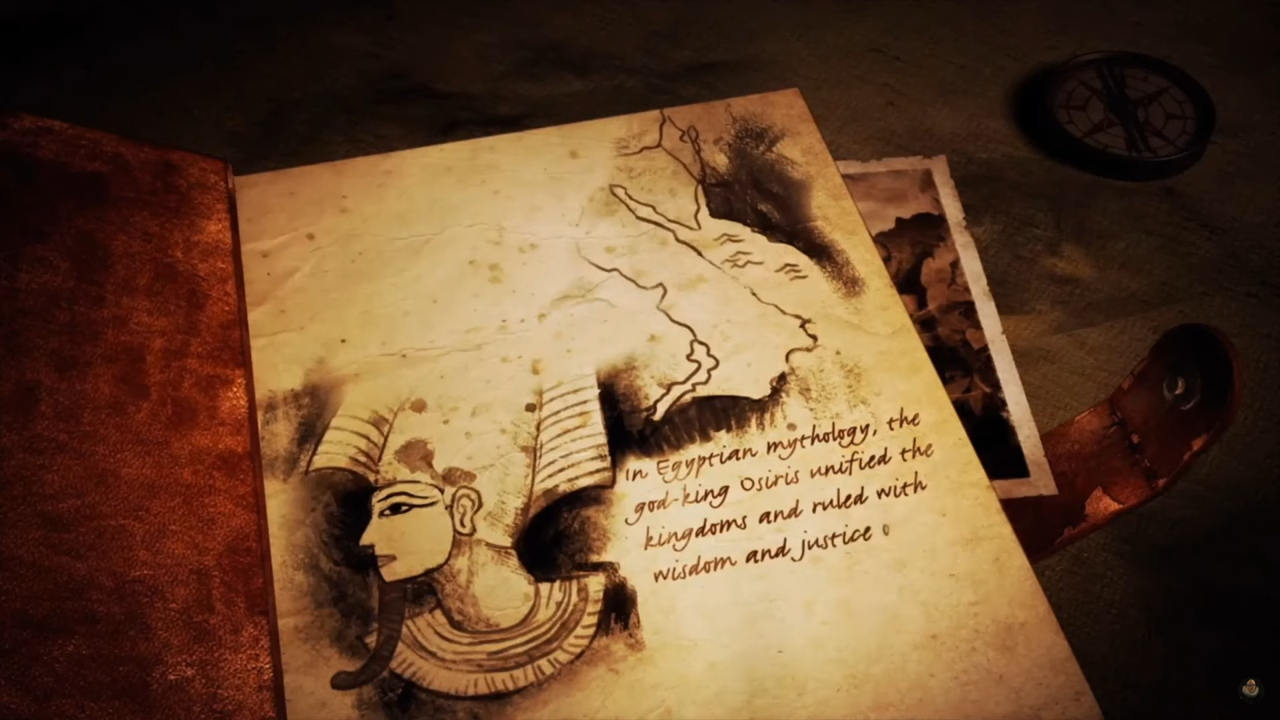 in Egyptian mythology, the
god-king Osiris unified the
kingdoms and ruled with
wisdom and justice